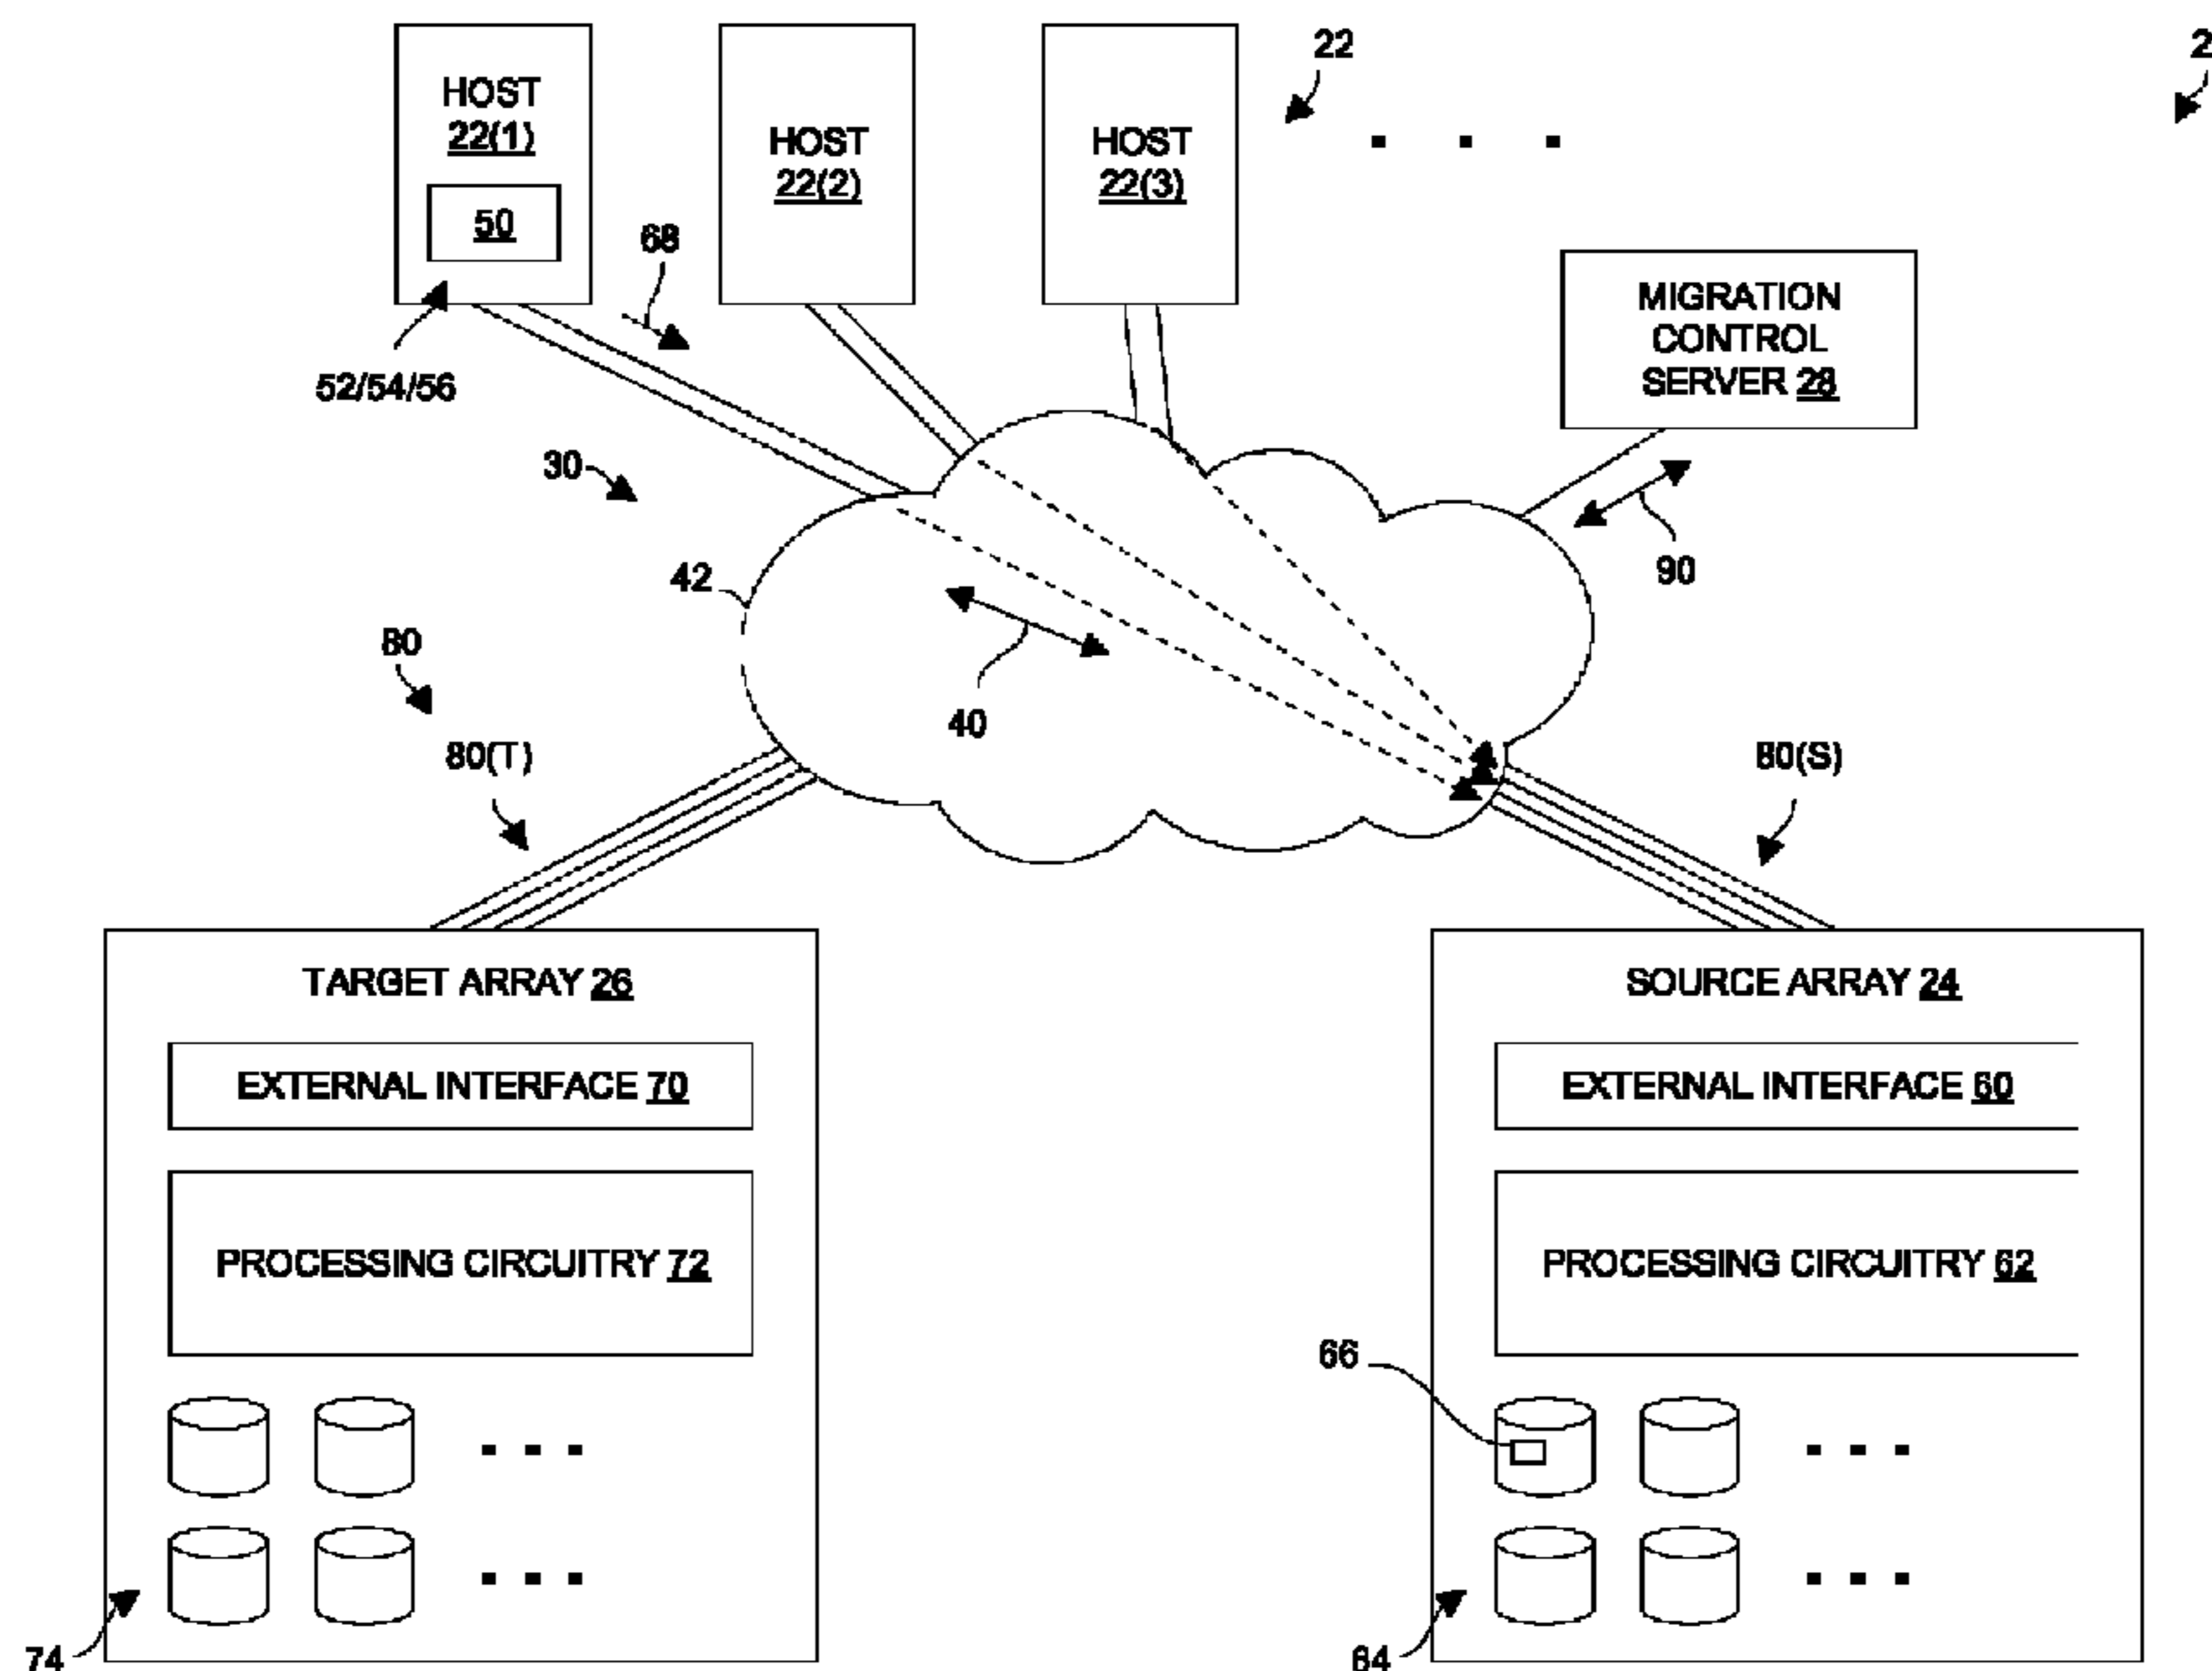 22
2
HOST
22(1)
50
HOST
22(2)
HOST
22(3)
68
52/54/56
MIGRATION
CONTROL
SERVER 28
30
90
42
40
80
80(T)
80(S)
TARGET ARRAY 26
EXTERNAL INTERFACE 70
PROCESSING CIRCUITRY 72
74
SOURCE ARRAY 24
EXTERNAL INTERFACE 60
PROCESSING CIRCUITRY 62
66
64